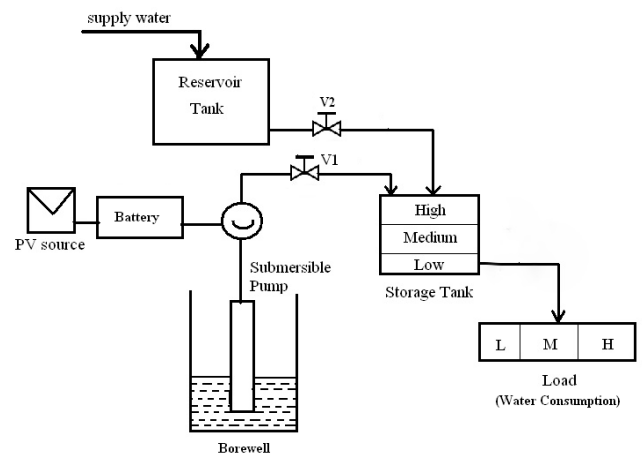 supply water
Reservoir
Tank
V2
V1
PV source
Battery
Submersible
Pump
High
Medium
Low
Storage Tank
L M H
Load
(Water Consumption)
Borewell